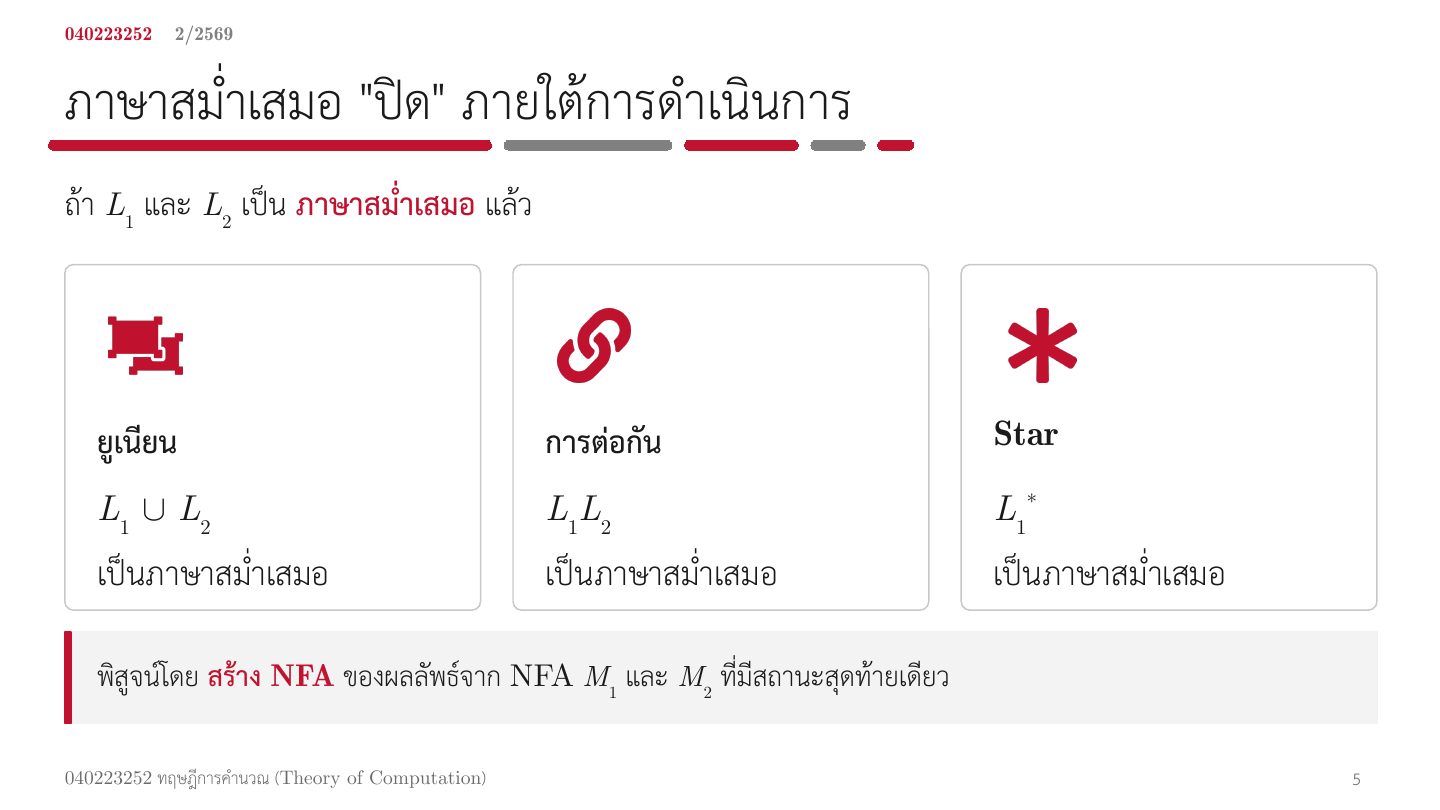 040223252 2/2569
ภาษาสม่ำเสมอ "ปิด" ภายใต้การดำเนินการ
ถ้า L₁ และ L₂ เป็น ภาษาสม่ำเสมอ แล้ว
ยูเนียน
L₁ ∪ L₂
เป็นภาษาสม่ำเสมอ
การต่อกัน
L₁L₂
เป็นภาษาสม่ำเสมอ
Star
L₁*
เป็นภาษาสม่ำเสมอ
พิสูจน์โดย สร้าง NFA ของผลลัพธ์จาก NFA M₁ และ M₂ ที่มีสถานะสุดท้ายเดียว
040223252 ทฤษฎีการคำนวณ (Theory of Computation)
5